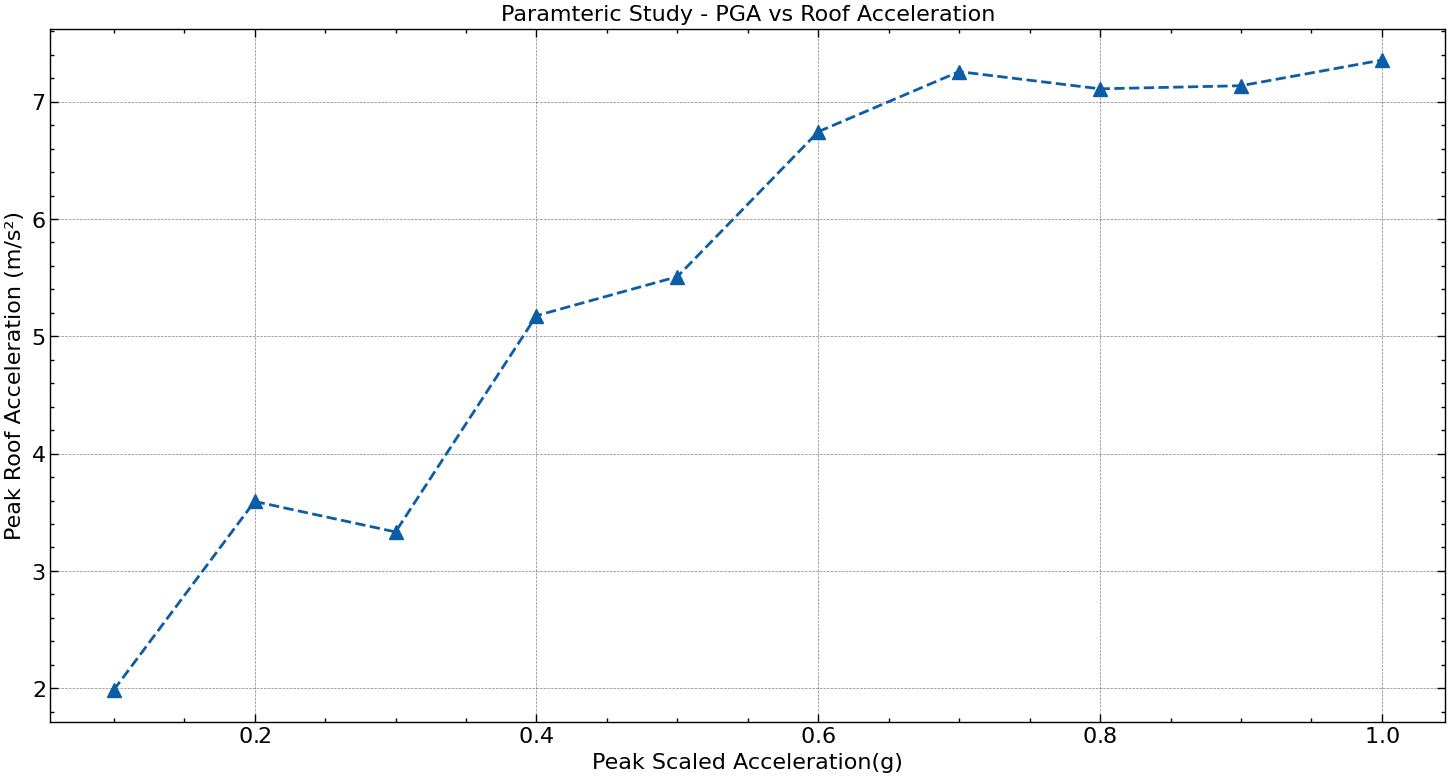 Paramteric Study - PGA vs Roof Acceleration
Peak Roof Acceleration (m/s²)
7
6
5
4
3
2
0.2 0.4 0.6 0.8 1.0
Peak Scaled Acceleration(g)